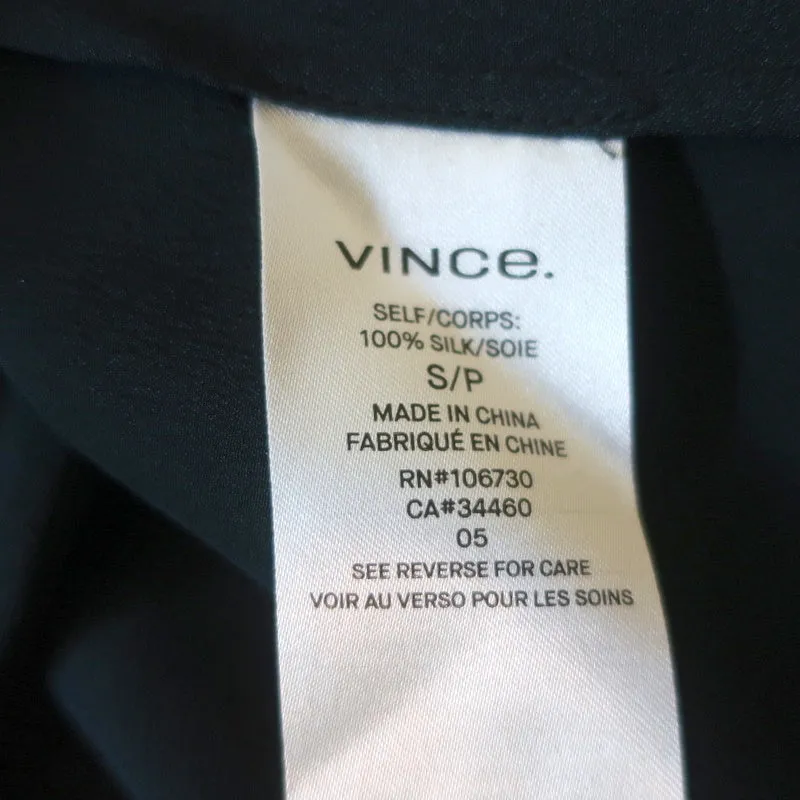 VINCE.
SELF/CORPS:
100% SILK/SOIE
S/P
MADE IN CHINA
FABRIQUÉ EN CHINE
RN#106730
CA#34460
05
SEE REVERSE FOR CARE
VOIR AU VERSO POUR LES SOINS